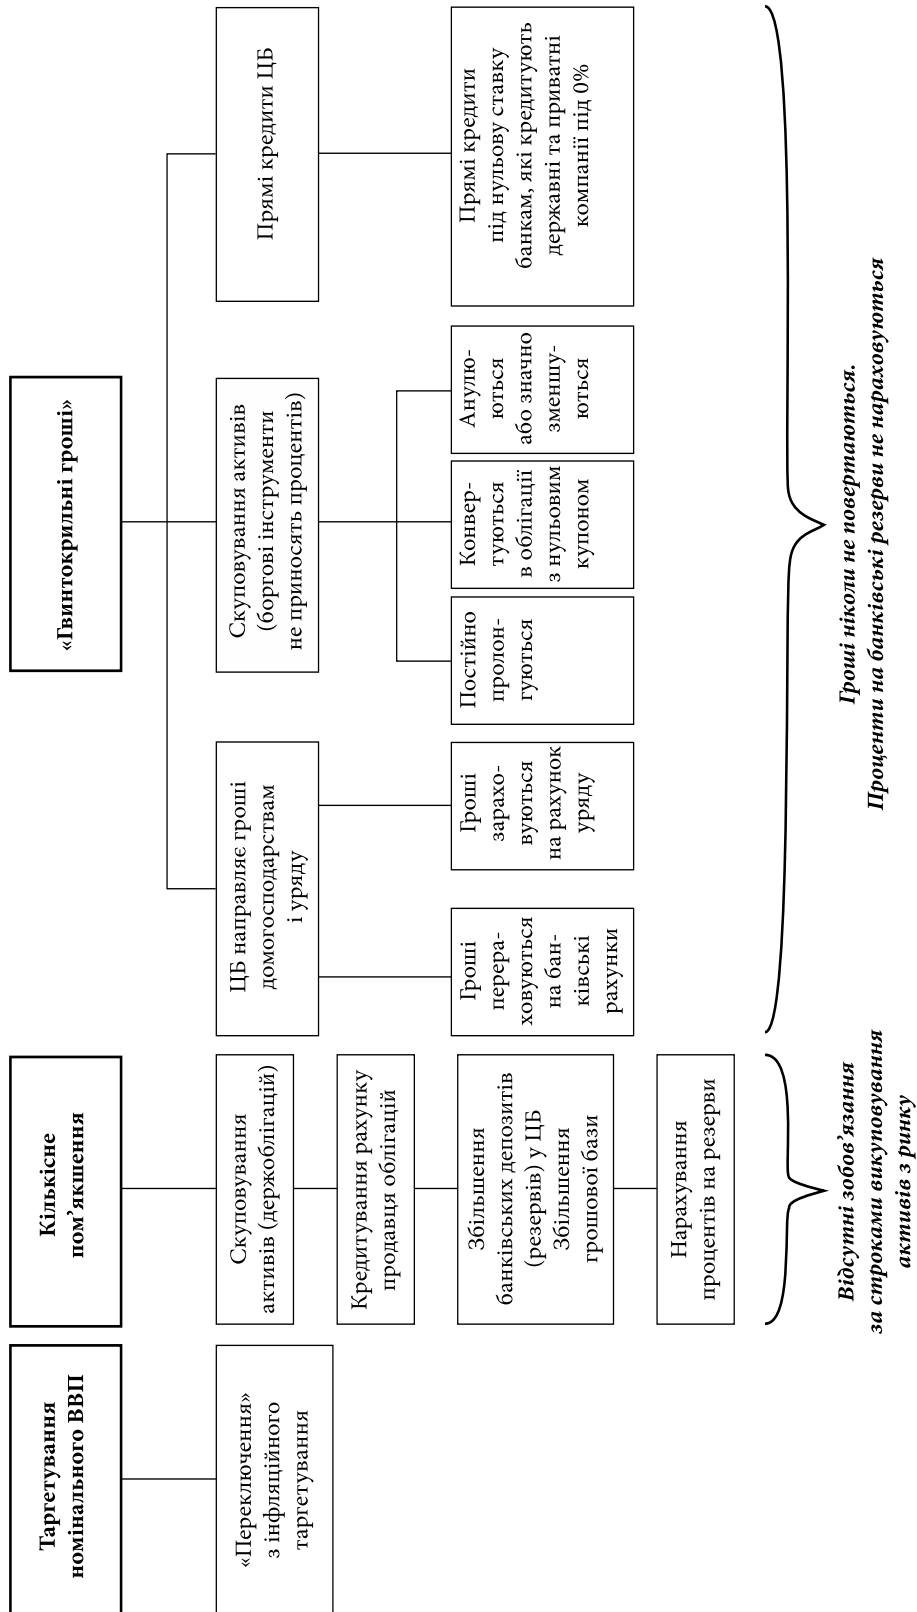 Таргетування
номінального ВВП
«Переключення»
з інфляційного
таргетування
Кількісне
пом’якшення
Скуповування
активів (держоблігацій)
Кредитування рахунку
продавця облігацій
Збільшення
банківських депозитів
(резервів) у ЦБ
Збільшення
грошової бази
Нарахування
процентів на резерви
Відсутні зобов’язання
за строками викуповування
активів з ринку
«Гвинтокрильні гроші»
ЦБ направляє гроші
домогосподарствам
і уряду
Гроші
перера-
ховуються
на бан-
ківські
рахунки
Гроші
зарахо-
вуються
на рахунок
уряду
Скуповування активів
(боргові інструменти
не приносять процентів)
Постійно
пролон-
гуються
Конвер-
туються
в облігації
з нульовим
купоном
Анулю-
ються
або значно
зменшу-
ються
Прямі кредити ЦБ
Прямі кредити
під нульову ставку
банкам, які кредитують
державні та приватні
компанії під 0%
Гроші ніколи не повертаються.
Проценти на банківські резерви не нараховуються